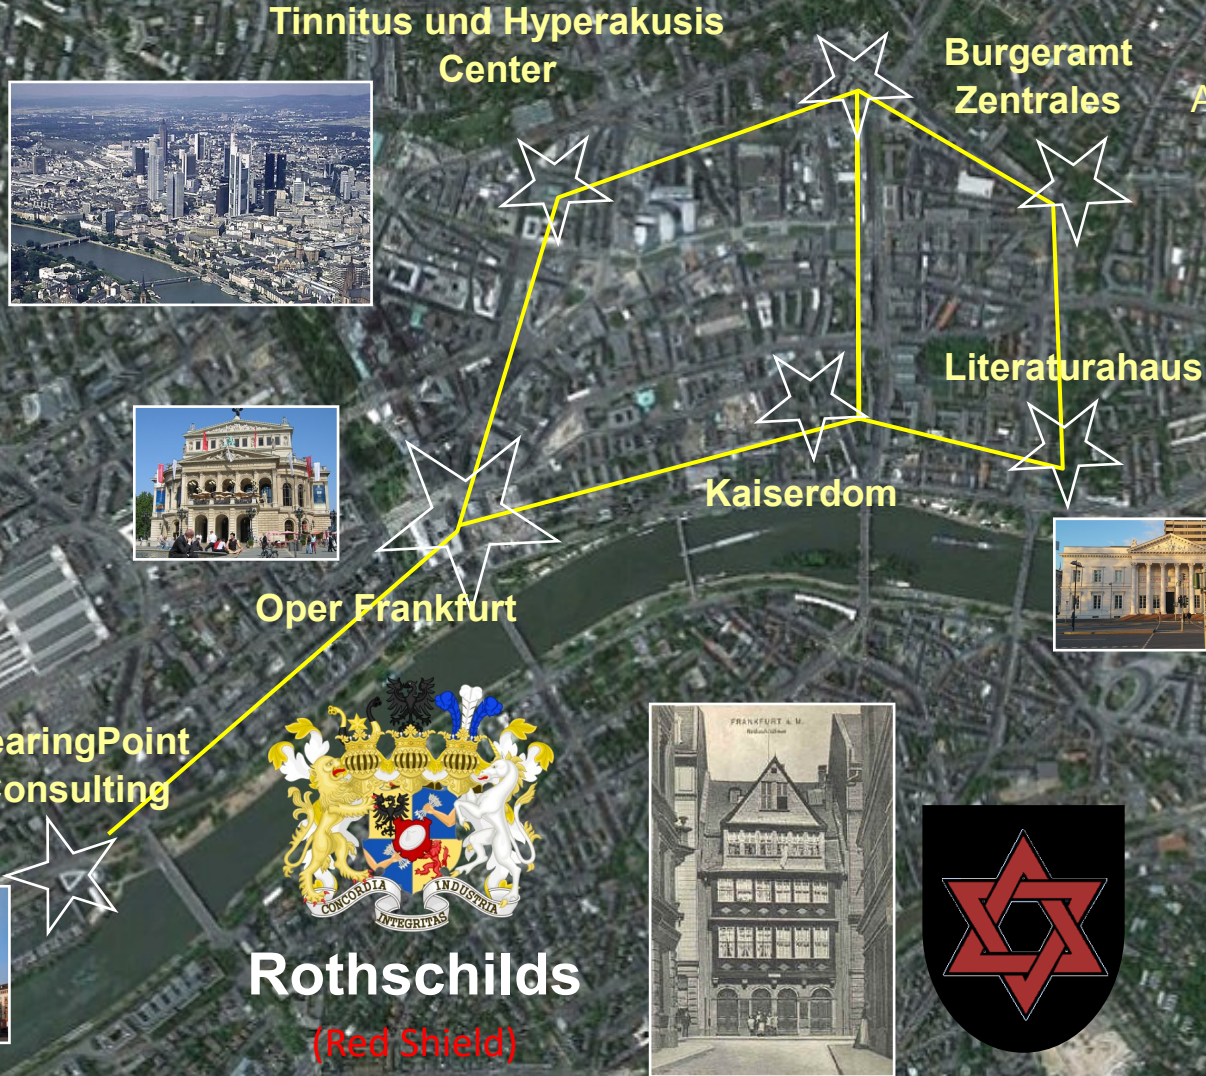 Tinnitus und Hyperakusis
Center
Burgeramt
Zentrales
A
Literaturahaus
Kaiserdom
Oper Frankfurt
earingPoint
Consulting
CONCORDIA
INTEGRITAS
INDUSTRIA
Rothschilds
(Red Shield)
FRANKFURT a. M.